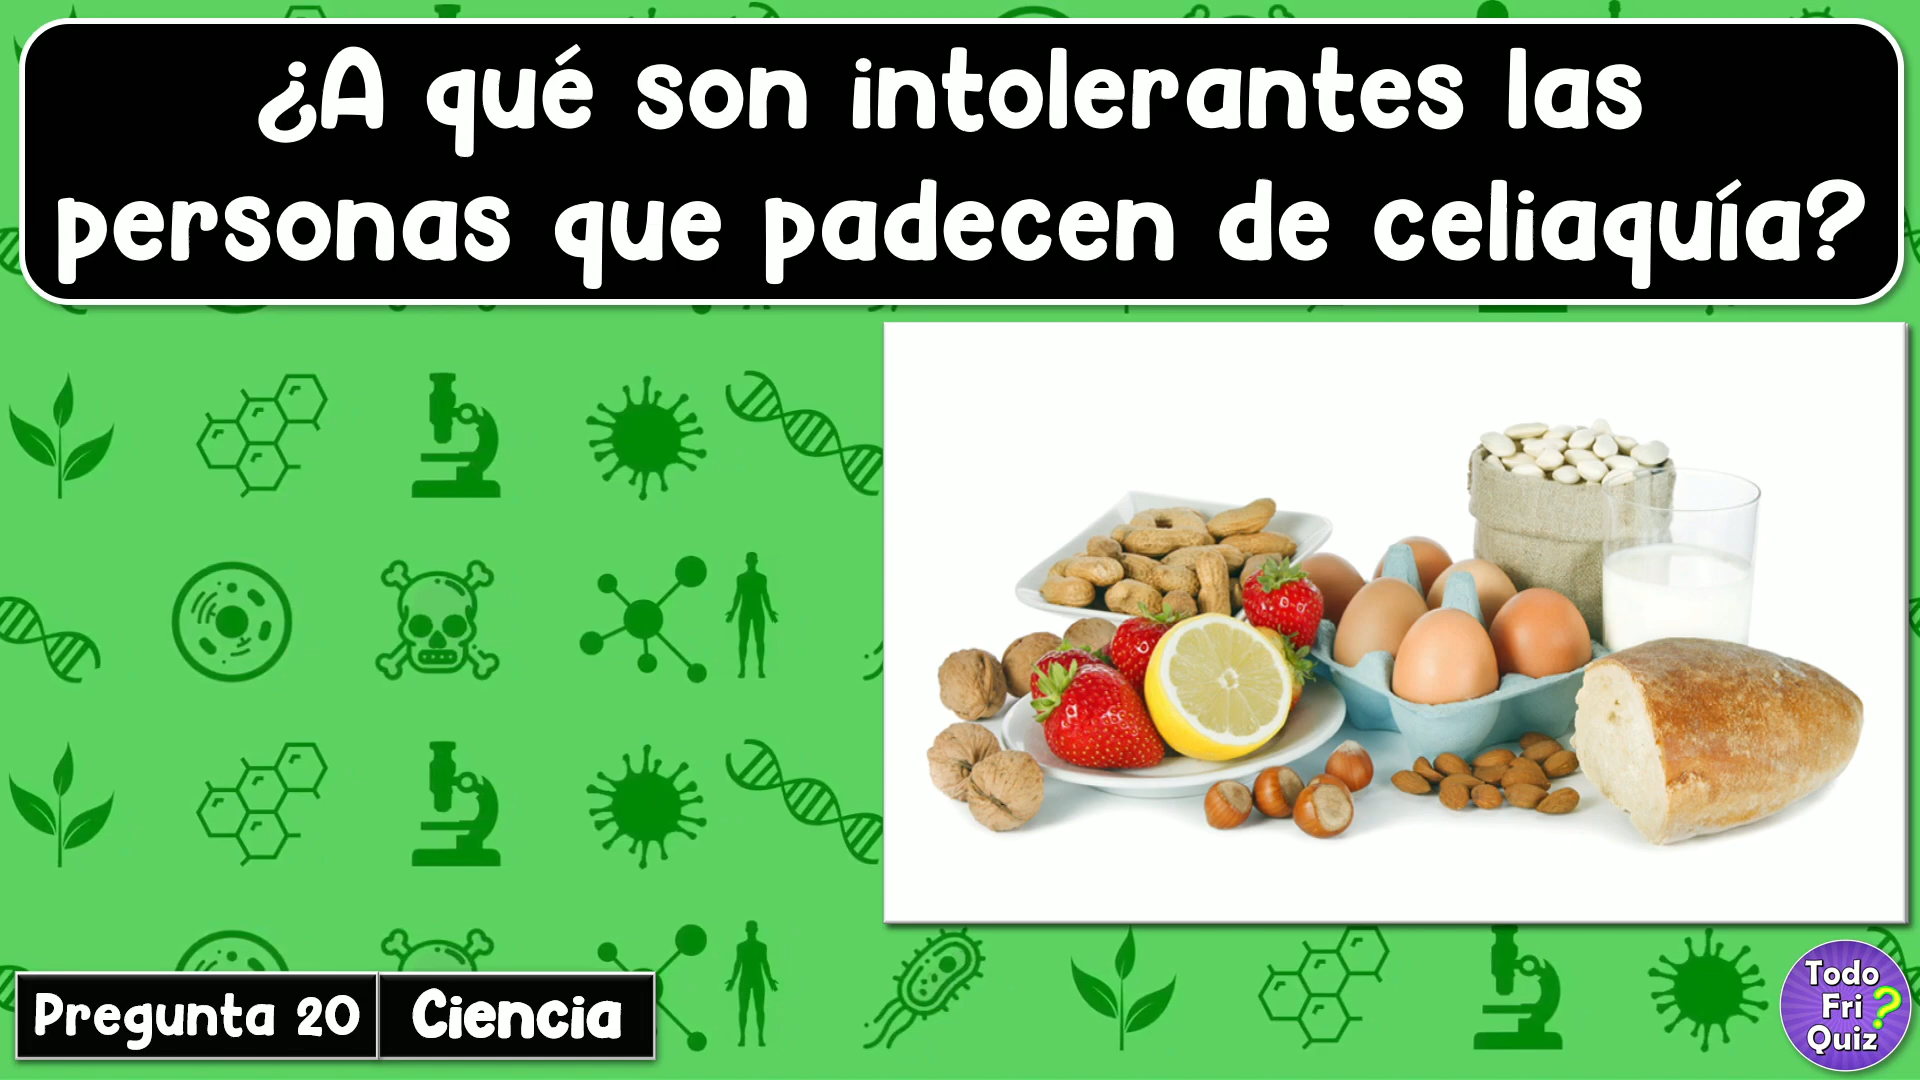 ¿A qué son intolerantes las
personas que padecen de celiaquía?
Pregunta 20
Ciencia
Todo
Fri
Quiz
?